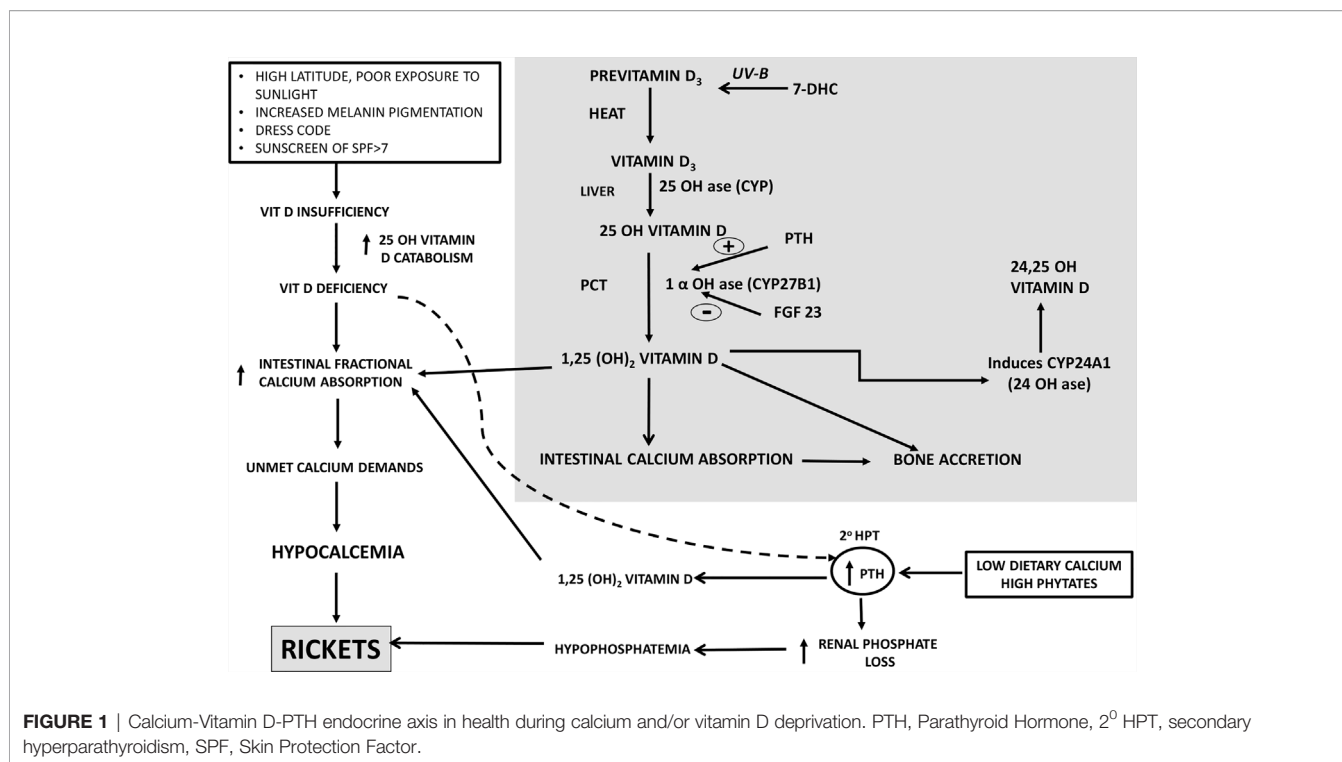 • HIGH LATITUDE, POOR EXPOSURE TO
SUNLIGHT
• INCREASED MELANIN PIGMENTATION
• DRESS CODE
• SUNSCREEN OF SPF>7
VIT D INSUFFICIENCY
25 OH VITAMIN
D CATABOLISM
VIT D DEFICIENCY
INTESTINAL FRACTIONAL
CALCIUM ABSORPTION
UNMET CALCIUM DEMANDS
HYPOCALCEMIA
RICKETS
PREVITAMIN D₃
UV-B
7-DHC
HEAT
VITAMIN D₃
LIVER
25 OH ase (CYP)
25 OH VITAMIN D
+
PTH
PCT
1 α OH ase (CYP27B1)
-
FGF 23
1,25 (OH)₂ VITAMIN D
24,25 OH
VITAMIN D
Induces CYP24A1
(24 OH ase)
INTESTINAL CALCIUM ABSORPTION
BONE ACCRETION
2° HPT
PTH
LOW DIETARY CALCIUM
HIGH PHYTATES
1,25 (OH)₂ VITAMIN D
RENAL PHOSPHATE
LOSS
HYPOPHOSPHATEMIA
FIGURE 1 | Calcium-Vitamin D-PTH endocrine axis in health during calcium and/or vitamin D deprivation. PTH, Parathyroid Hormone, 2⁰ HPT, secondary
hyperparathyroidism, SPF, Skin Protection Factor.